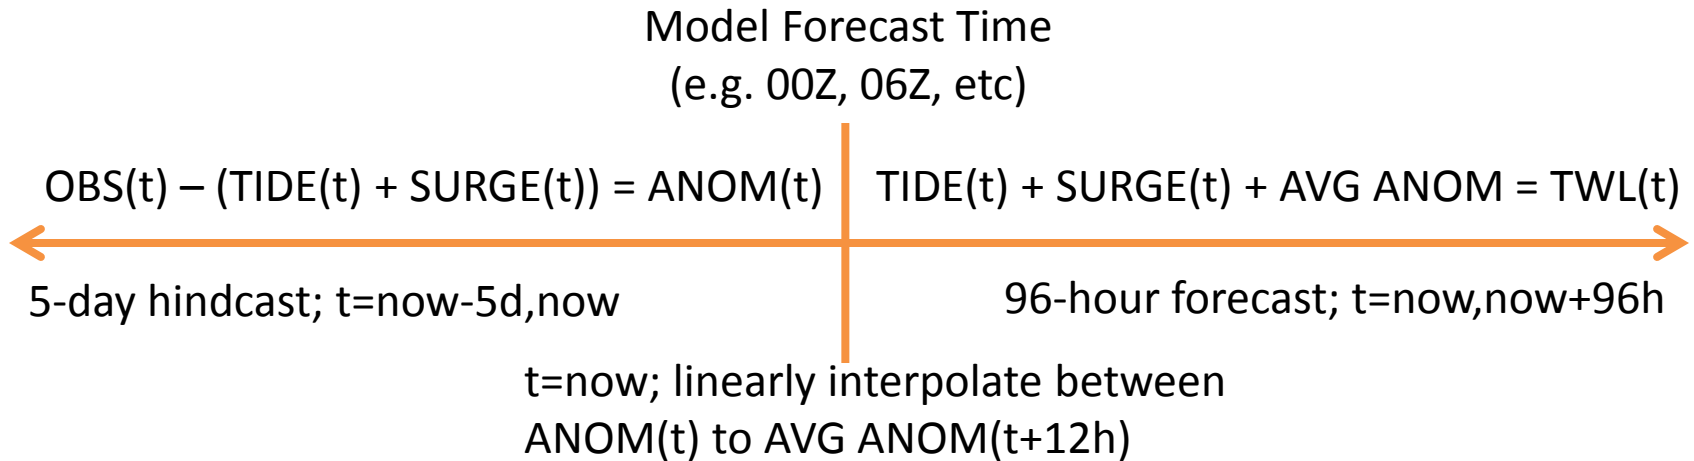 Model Forecast Time
(e.g. 00Z, 06Z, etc)
OBS(t) – (TIDE(t) + SURGE(t)) = ANOM(t)
TIDE(t) + SURGE(t) + AVG ANOM = TWL(t)
5-day hindcast; t=now-5d,now
96-hour forecast; t=now,now+96h
t=now; linearly interpolate between
ANOM(t) to AVG ANOM(t+12h)